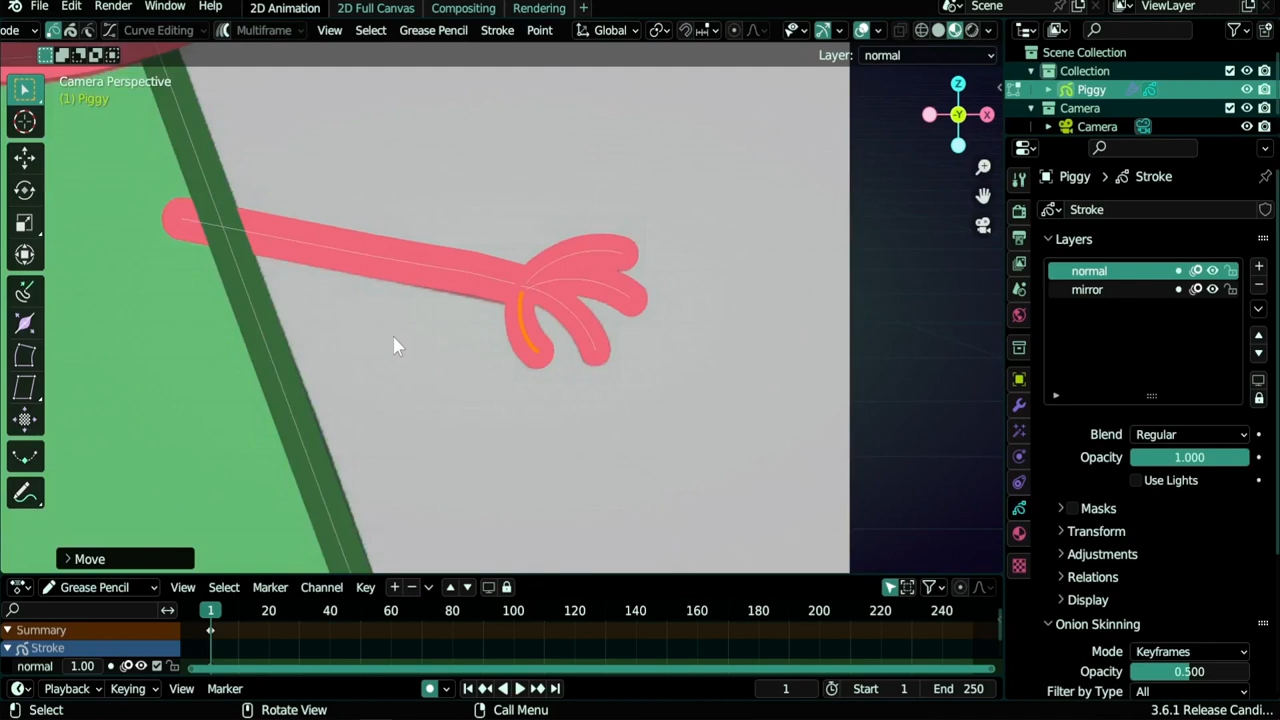 File Edit Render Window Help 2D Animation 2D Full Canvas Compositing Rendering + Scene ViewLayer
ode Curve Editing Multiframe View Select Grease Pencil Stroke Point Global
Layer: normal
Camera Perspective
(1) Piggy
Z
-Y
X
Move
Scene Collection
Collection
Piggy
Camera
Camera
Piggy > Stroke
Stroke
Layers
normal
mirror
Blend Regular
Opacity 1.000
Use Lights
Masks
Transform
Adjustments
Relations
Display
Onion Skinning
Mode Keyframes
Opacity 0.500
Filter by Type All
Grease Pencil View Select Marker Channel Key
1 20 40 60 80 100 120 140 160 180 200 220 240
Summary
Stroke
normal 1.00
Playback Keying View Marker 1 Start 1 End 250
Select Rotate View Call Menu 3.6.1 Release Candi...